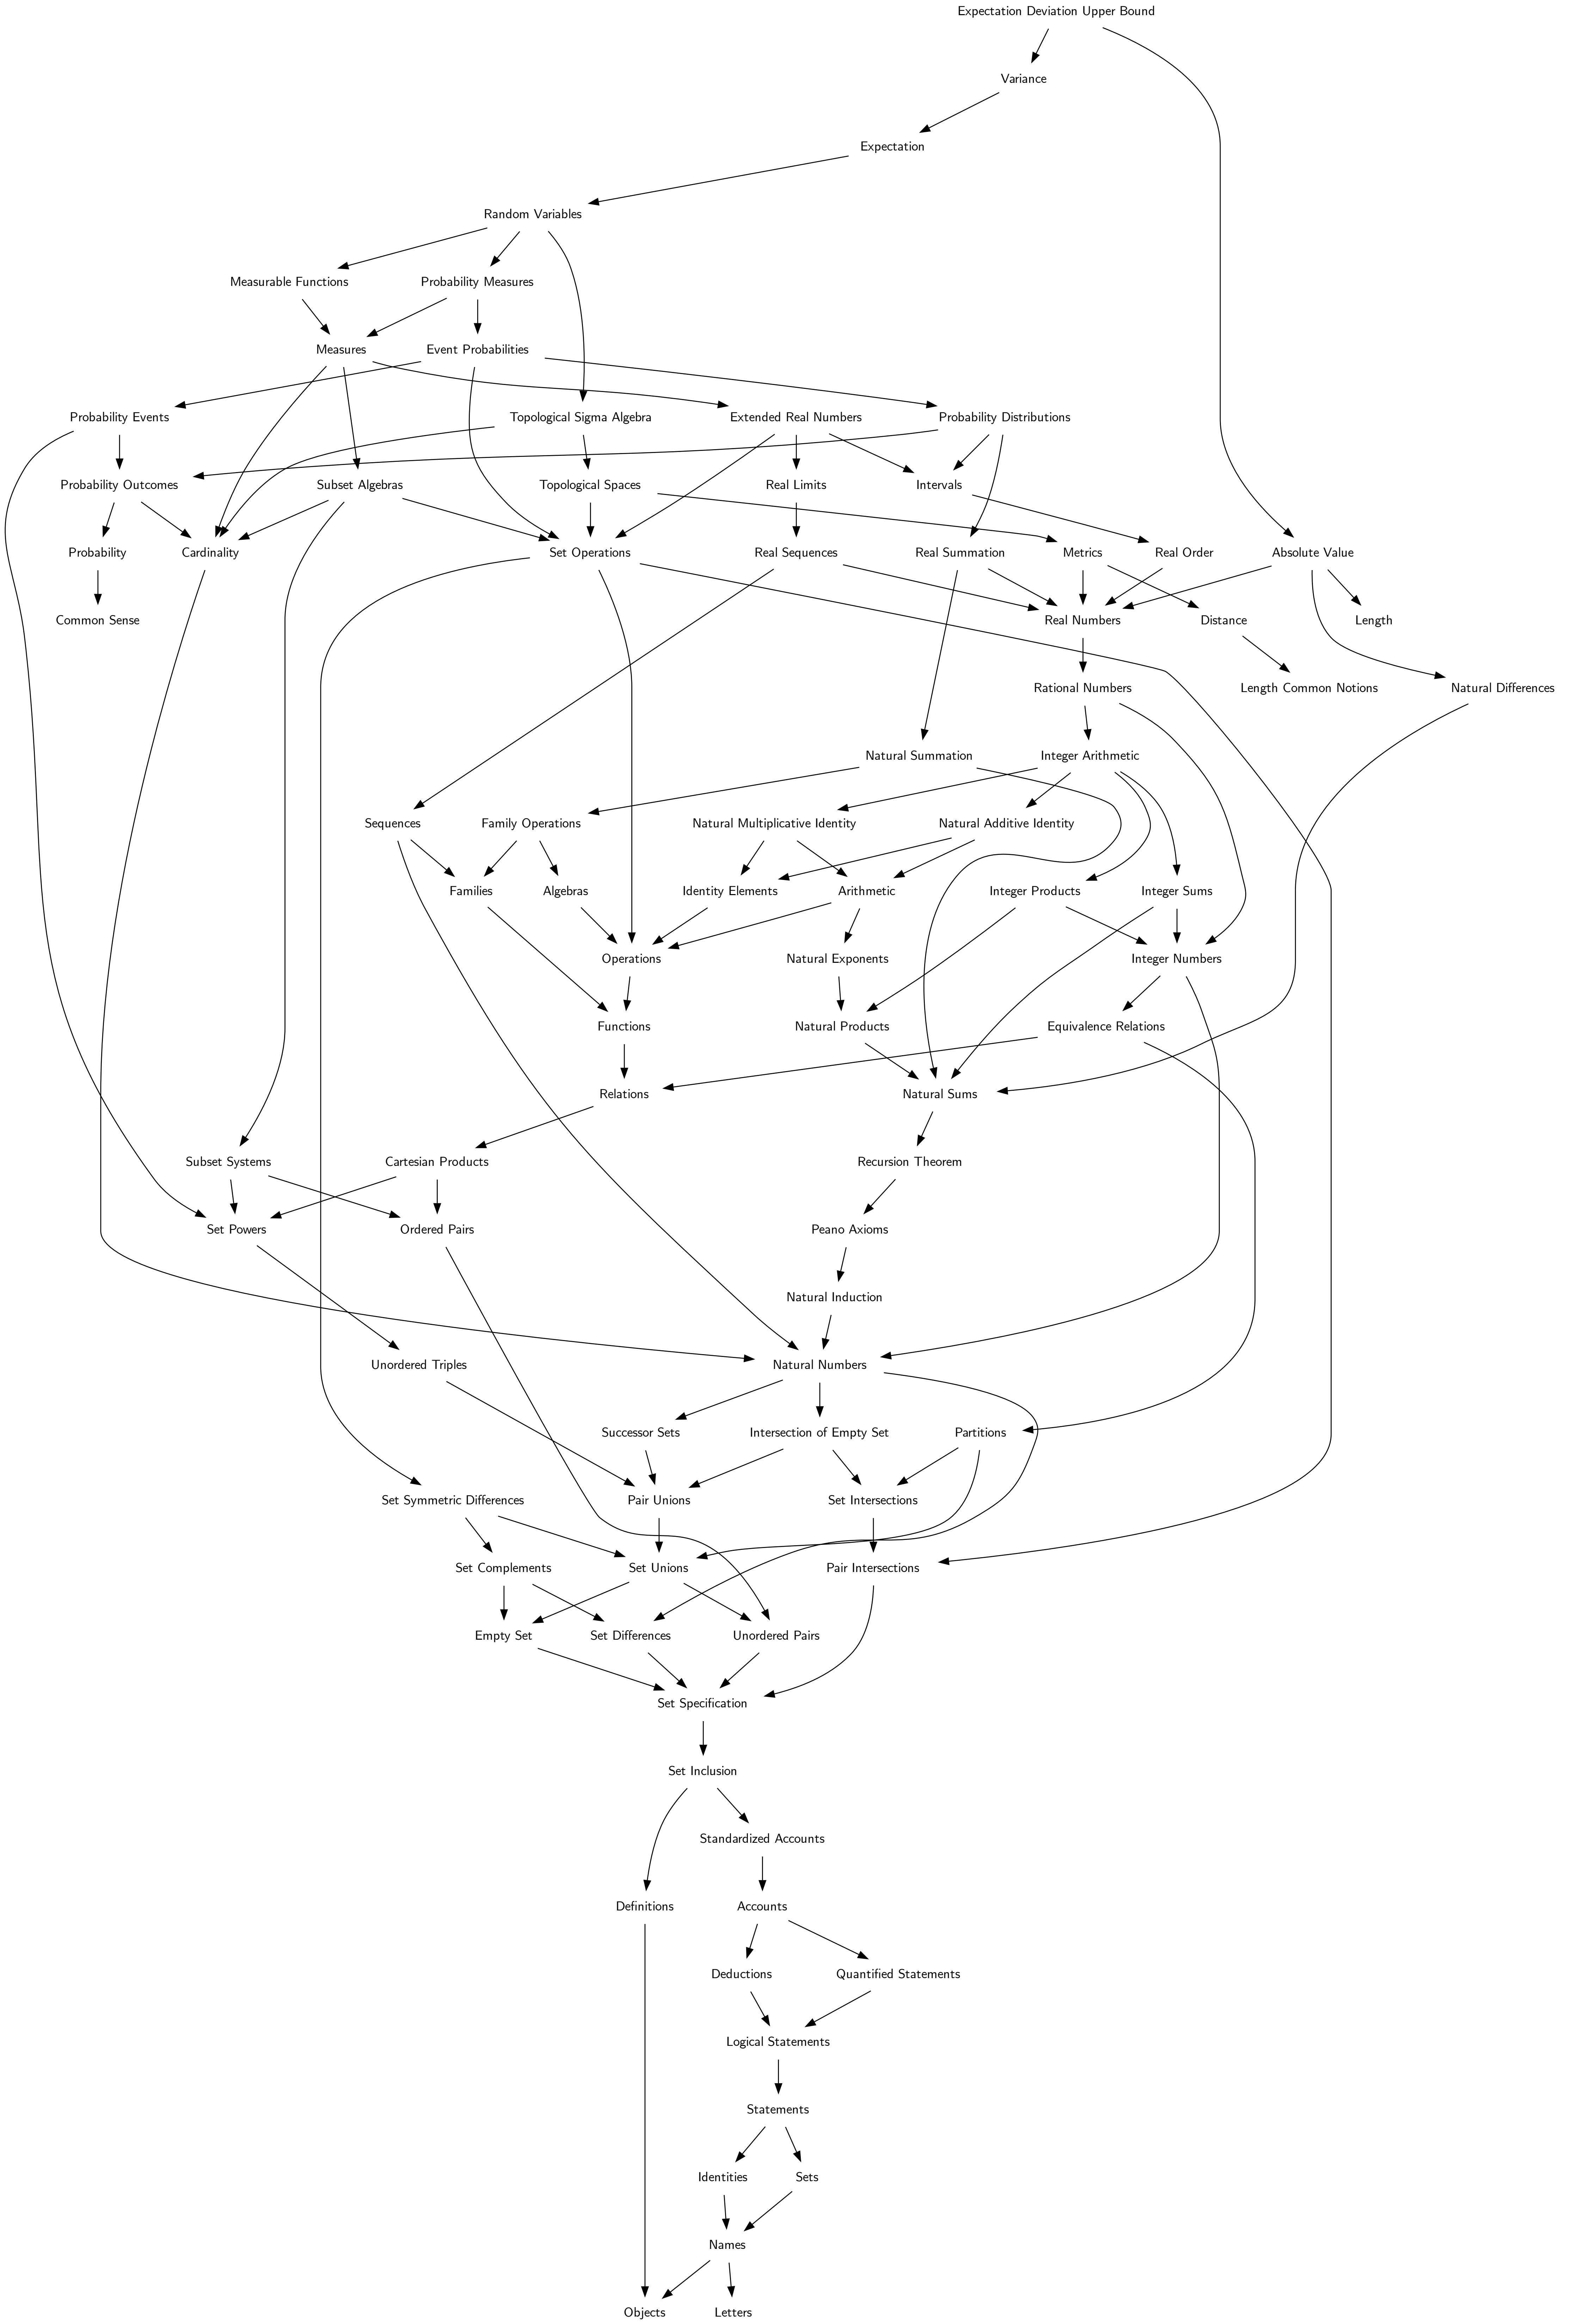 Expectation Deviation Upper Bound
Variance
Expectation
Random Variables
Measurable Functions
Probability Measures
Measures
Event Probabilities
Probability Events
Topological Sigma Algebra
Extended Real Numbers
Probability Distributions
Probability Outcomes
Subset Algebras
Topological Spaces
Real Limits
Intervals
Probability
Cardinality
Set Operations
Real Sequences
Real Summation
Metrics
Real Order
Absolute Value
Common Sense
Real Numbers
Distance
Length
Rational Numbers
Length Common Notions
Natural Differences
Natural Summation
Integer Arithmetic
Sequences
Family Operations
Natural Multiplicative Identity
Natural Additive Identity
Families
Algebras
Identity Elements
Arithmetic
Integer Products
Integer Sums
Operations
Natural Exponents
Integer Numbers
Functions
Natural Products
Equivalence Relations
Relations
Natural Sums
Subset Systems
Cartesian Products
Recursion Theorem
Set Powers
Ordered Pairs
Peano Axioms
Natural Induction
Unordered Triples
Natural Numbers
Successor Sets
Intersection of Empty Set
Partitions
Set Symmetric Differences
Pair Unions
Set Intersections
Set Complements
Set Unions
Pair Intersections
Empty Set
Set Differences
Unordered Pairs
Set Specification
Set Inclusion
Standardized Accounts
Definitions
Accounts
Deductions
Quantified Statements
Logical Statements
Statements
Identities
Sets
Names
Objects
Letters